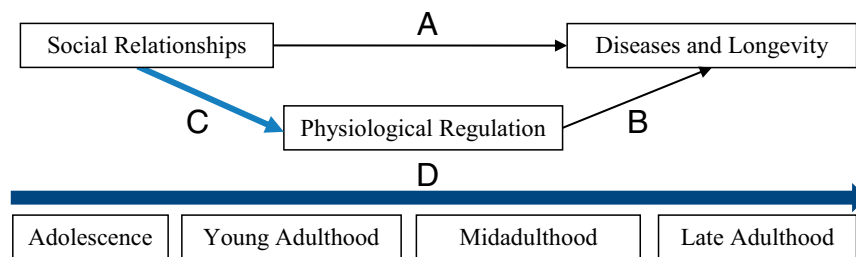 A
Social Relationships
Diseases and Longevity
C
Physiological Regulation
B
D
Adolescence
Young Adulthood
Midadulthood
Late Adulthood